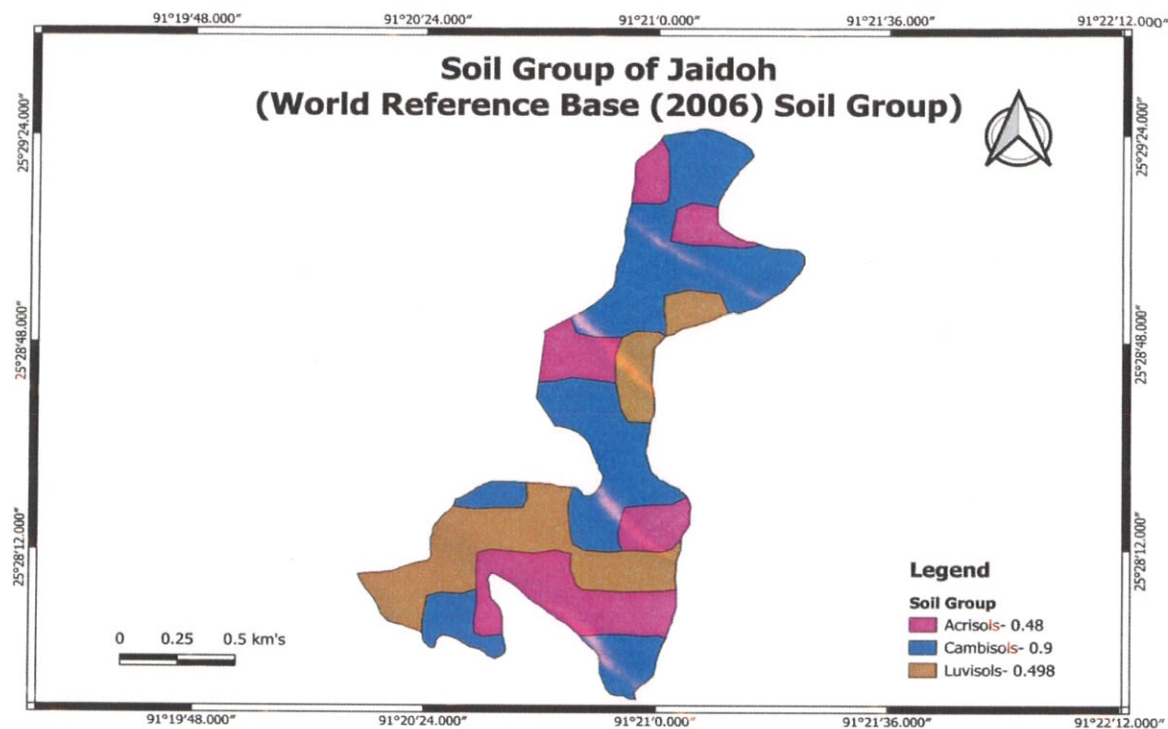 91°19'48.000"
91°20'24.000"
91°21'0.000"
91°21'36.000"
91°22'12.000"
Soil Group of Jaidoh
(World Reference Base (2006) Soil Group)
25°29'24.000"
25°29'24.000"
25°28'48.000"
25°28'48.000"
25°28'12.000"
25°28'12.000"
Legend
Soil Group
Acrisois- 0.48
Cambisois- 0.9
Luvisols- 0.498
0 0.25 0.5 km's
91°19'48.000"
91°20'24.000"
91°21'0.000"
91°21'36.000"
91°22'12.000"